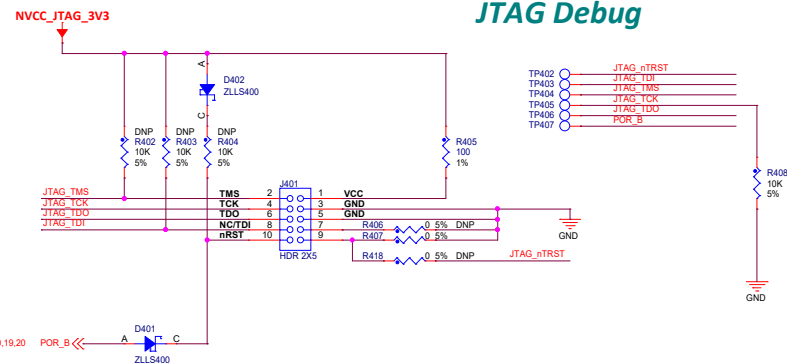 JTAG Debug
NVCC_JTAG_3V3
A
D402
ZLLS400
C
DNP
R402
10K
5%
DNP
R403
10K
5%
DNP
R404
10K
5%
R405
100
1%
TP402 JTAG_nTRST
TP403 JTAG_TDI
TP404 JTAG_TMS
TP405 JTAG_TCK
TP406 JTAG_TDO
TP407 POR_B
R408
10K
5%
GND
J401
JTAG_TMS TMS 2 1 VCC
JTAG_TCK TCK 4 3 GND
JTAG_TDO TDO 6 5 GND
JTAG_TDI NC/TDI 8 7 R406 0 5% DNP
nRST 10 9 R407 0 5%
HDR 2X5
R418 0 5% DNP JTAG_nTRST
GND
,19,20 POR_B A D401 C
ZLLS400